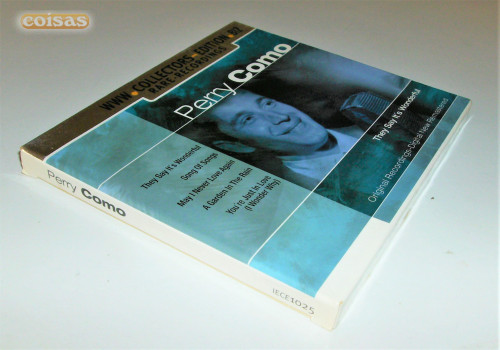 coisas
WWW.COLLECTORS-EDITION.CZ
RARE RECORDINGS
Perry Como
They Say It's Wonderful
Song Of Songs
May I Never Love Again
A Garden In The Rain
You're Just In Love
(I Wonder Why)
They Say It's Wonderful
Original Recordings-Digital New Remastered
Perry Como
IECE1025